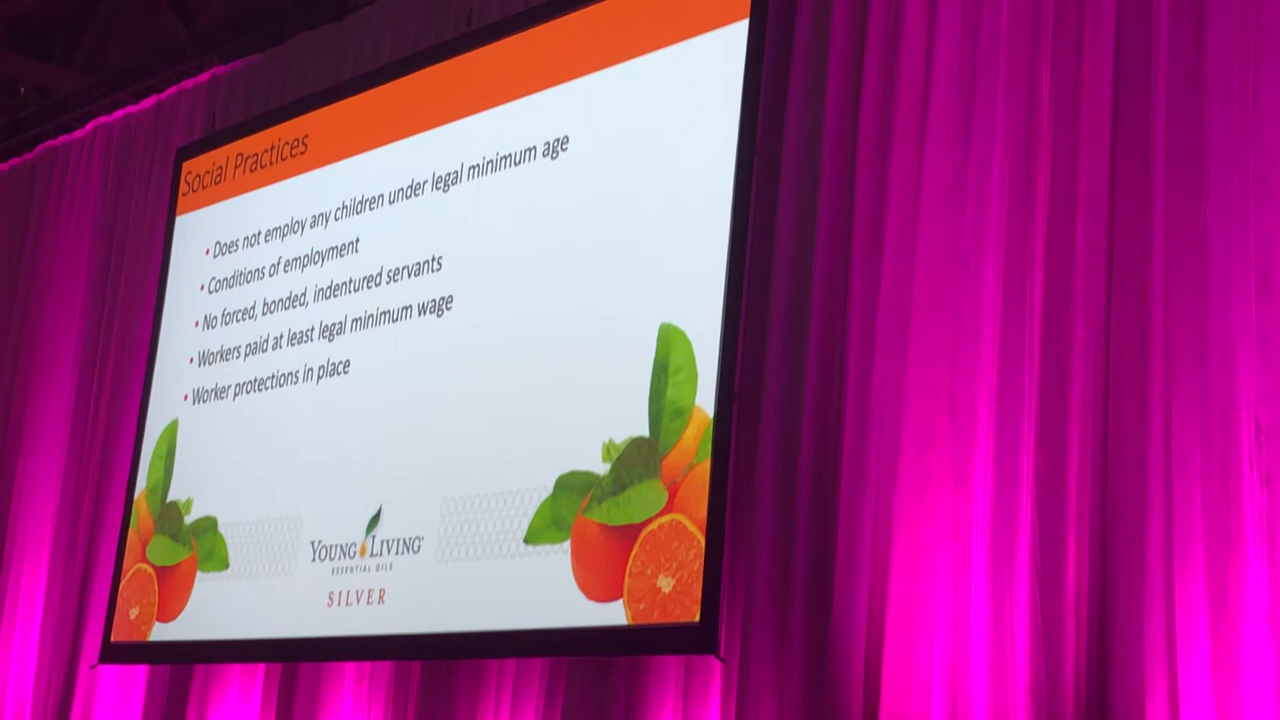 Social Practices
• Does not employ any children under legal minimum age
• Conditions of employment
• No forced, bonded, indentured servants
• Workers paid at least legal minimum wage
• Worker protections in place
YOUNG LIVING
ESSENTIAL OILS
SILVER